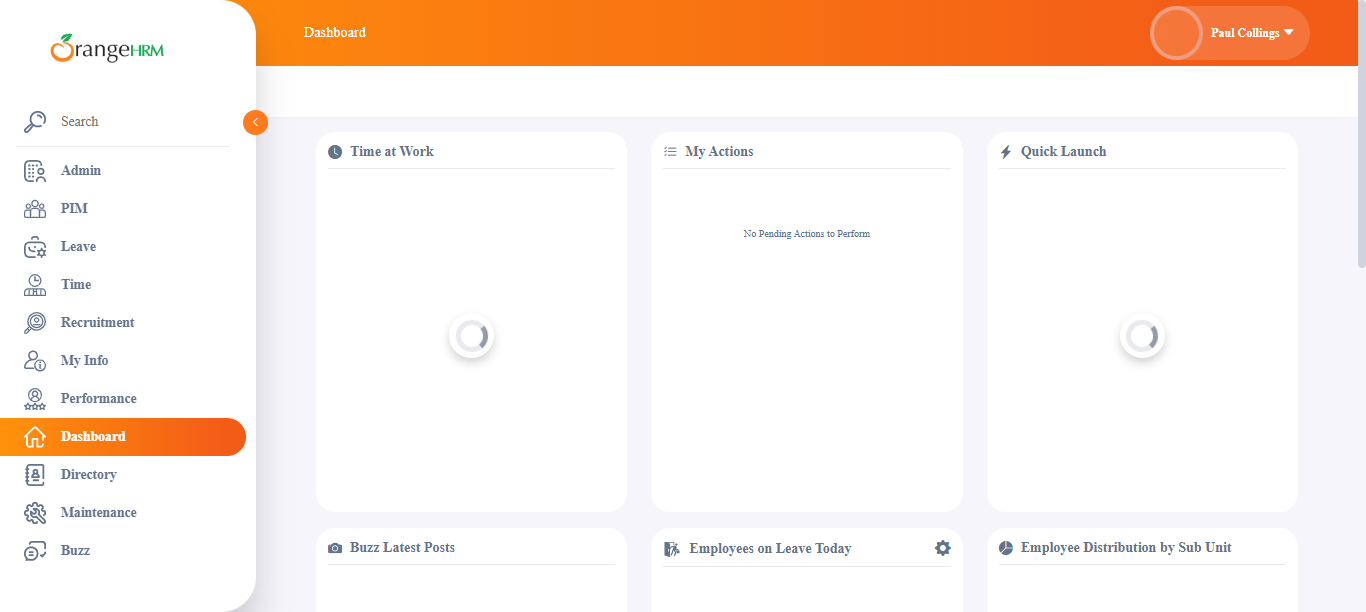 OrangeHRM
Dashboard
Paul Collings
Search
Admin
PIM
Leave
Time
Recruitment
My Info
Performance
Dashboard
Directory
Maintenance
Buzz
Time at Work
My Actions
Quick Launch
No Pending Actions to Perform
Buzz Latest Posts
Employees on Leave Today
Employee Distribution by Sub Unit